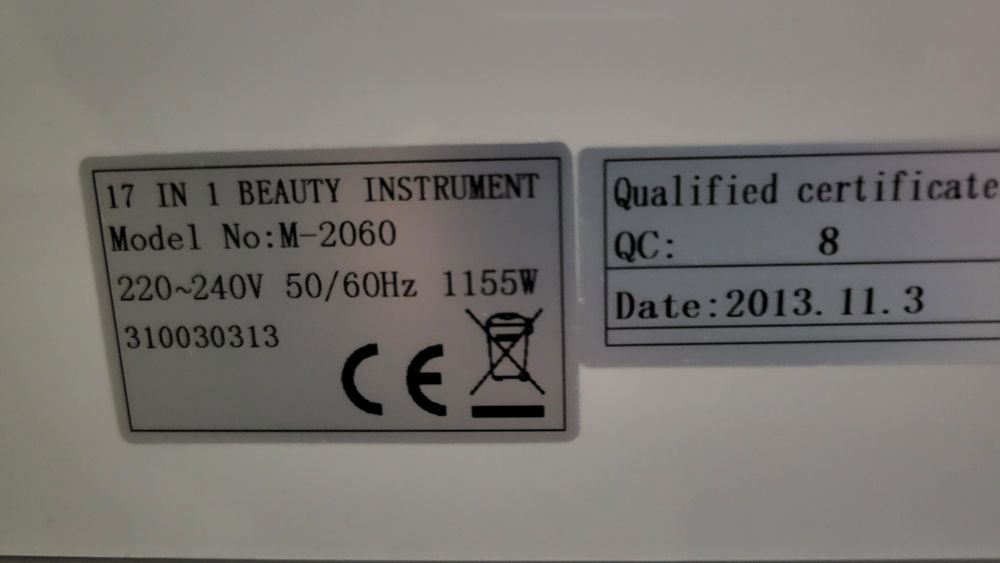 17 IN 1 BEAUTY INSTRUMENT
Model No:M-2060
220~240V 50/60Hz 1155W
310030313
CE
Qualified certificate
QC: 8
Date:2013.11.3